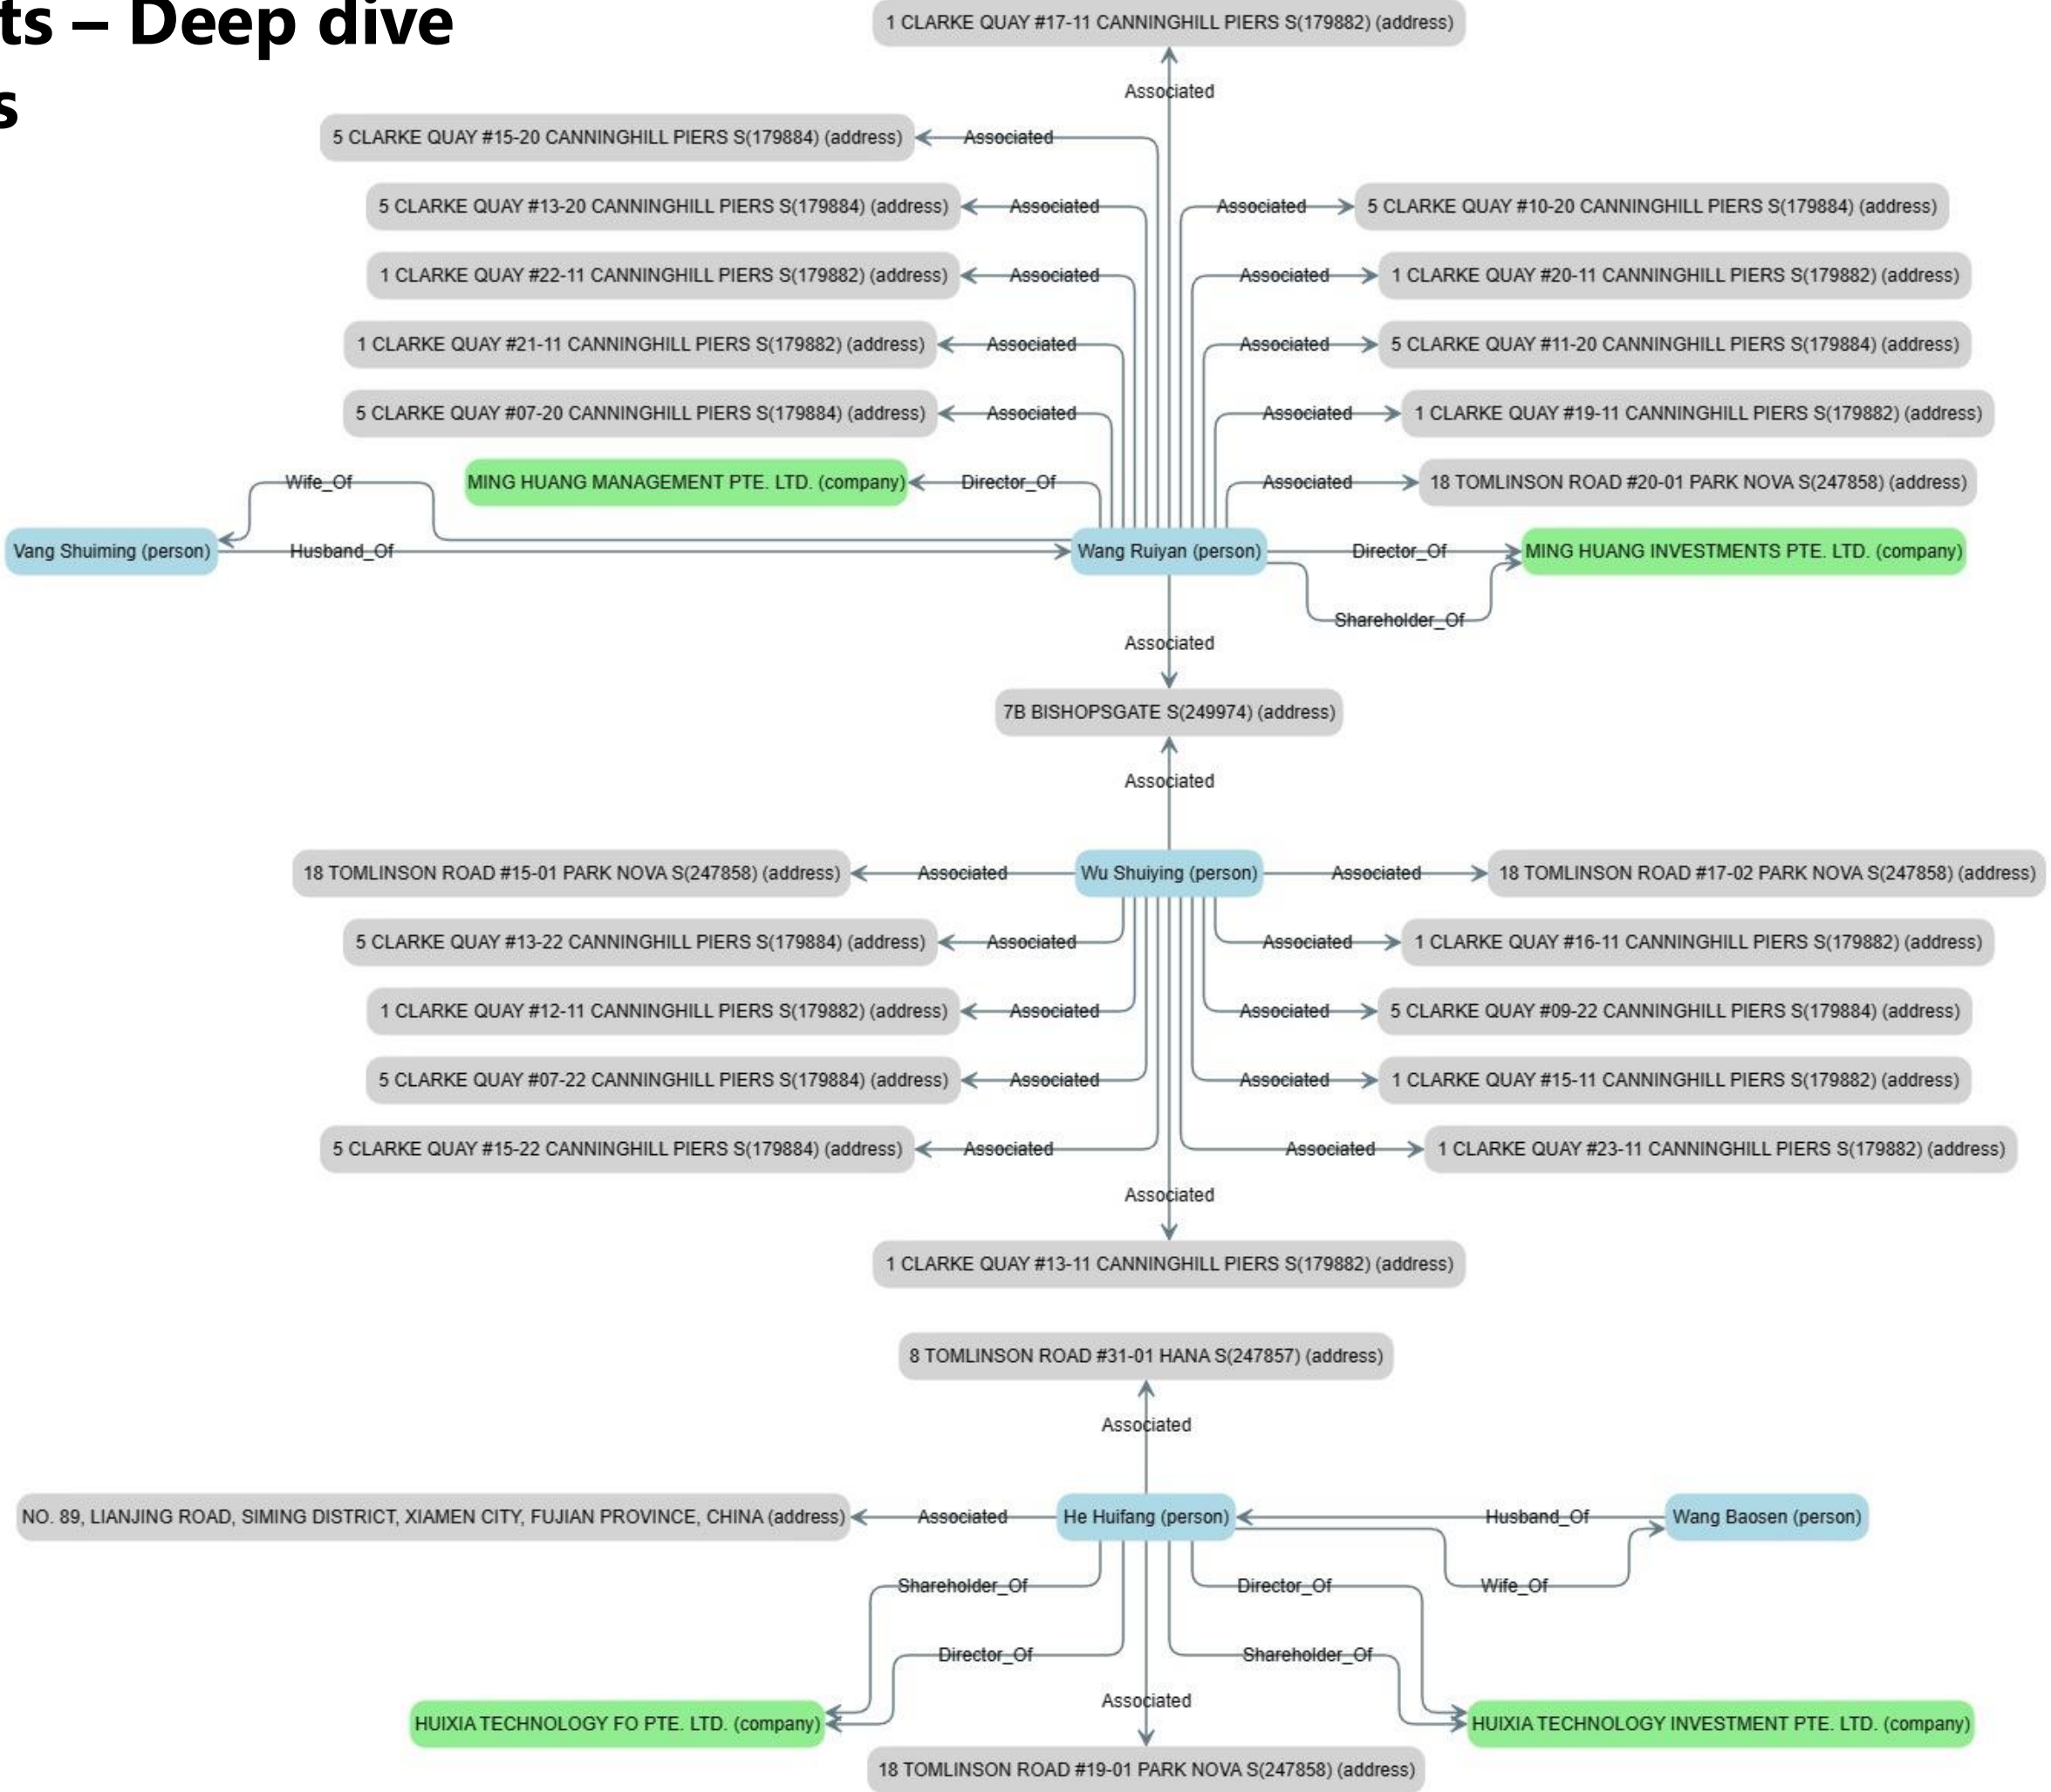 ts – Deep dive
s
1 CLARKE QUAY #17-11 CANNINGHILL PIERS S(179882) (address)
Associated
5 CLARKE QUAY #15-20 CANNINGHILL PIERS S(179884) (address)
Associated
5 CLARKE QUAY #13-20 CANNINGHILL PIERS S(179884) (address)
Associated
Associated
5 CLARKE QUAY #10-20 CANNINGHILL PIERS S(179884) (address)
1 CLARKE QUAY #22-11 CANNINGHILL PIERS S(179882) (address)
Associated
Associated
1 CLARKE QUAY #20-11 CANNINGHILL PIERS S(179882) (address)
1 CLARKE QUAY #21-11 CANNINGHILL PIERS S(179882) (address)
Associated
Associated
5 CLARKE QUAY #11-20 CANNINGHILL PIERS S(179884) (address)
5 CLARKE QUAY #07-20 CANNINGHILL PIERS S(179884) (address)
Associated
Associated
1 CLARKE QUAY #19-11 CANNINGHILL PIERS S(179882) (address)
Wife_Of
MING HUANG MANAGEMENT PTE. LTD. (company)
Director_Of
Associated
18 TOMLINSON ROAD #20-01 PARK NOVA S(247858) (address)
Vang Shuiming (person)
Husband_Of
Wang Ruiyan (person)
Director_Of
MING HUANG INVESTMENTS PTE. LTD. (company)
Shareholder_Of
Associated
7B BISHOPSGATE S(249974) (address)
Associated
18 TOMLINSON ROAD #15-01 PARK NOVA S(247858) (address)
Associated
Wu Shuiying (person)
Associated
18 TOMLINSON ROAD #17-02 PARK NOVA S(247858) (address)
5 CLARKE QUAY #13-22 CANNINGHILL PIERS S(179884) (address)
Associated
Associated
1 CLARKE QUAY #16-11 CANNINGHILL PIERS S(179882) (address)
1 CLARKE QUAY #12-11 CANNINGHILL PIERS S(179882) (address)
Associated
Associated
5 CLARKE QUAY #09-22 CANNINGHILL PIERS S(179884) (address)
5 CLARKE QUAY #07-22 CANNINGHILL PIERS S(179884) (address)
Associated
Associated
1 CLARKE QUAY #15-11 CANNINGHILL PIERS S(179882) (address)
5 CLARKE QUAY #15-22 CANNINGHILL PIERS S(179884) (address)
Associated
Associated
1 CLARKE QUAY #23-11 CANNINGHILL PIERS S(179882) (address)
Associated
1 CLARKE QUAY #13-11 CANNINGHILL PIERS S(179882) (address)
8 TOMLINSON ROAD #31-01 HANA S(247857) (address)
Associated
NO. 89, LIANJING ROAD, SIMING DISTRICT, XIAMEN CITY, FUJIAN PROVINCE, CHINA (address)
Associated
He Huifang (person)
Husband_Of
Wang Baosen (person)
Shareholder_Of
Director_Of
Wife_Of
Director_Of
Shareholder_Of
Associated
HUIXIA TECHNOLOGY FO PTE. LTD. (company)
HUIXIA TECHNOLOGY INVESTMENT PTE. LTD. (company)
18 TOMLINSON ROAD #19-01 PARK NOVA S(247858) (address)